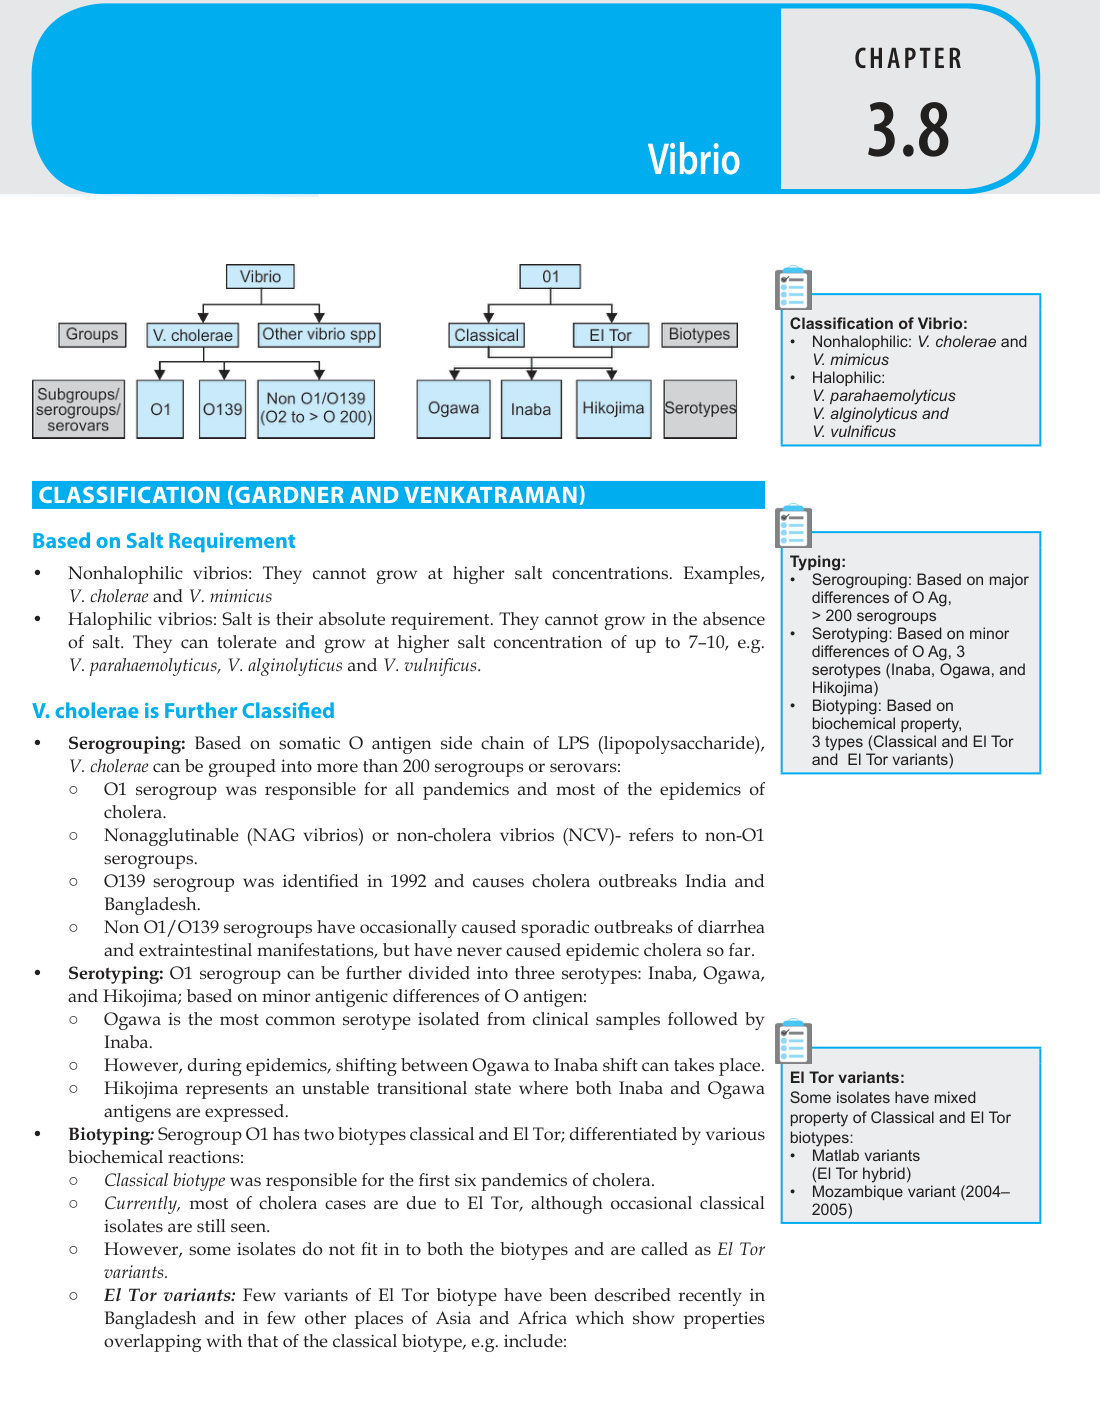 CHAPTER
3.8
Vibrio
Vibrio
Groups
V. cholerae
Other vibrio spp
Subgroups/
serogroups/
serovars
O1
O139
Non O1/O139
(O2 to > O 200)
01
Classical
El Tor
Biotypes
Ogawa
Inaba
Hikojima
Serotypes
Classification of Vibrio:
• Nonhalophilic: V. cholerae and
V. mimicus
• Halophilic:
V. parahaemolyticus
V. alginolyticus and
V. vulnificus
CLASSIFICATION (GARDNER AND VENKATRAMAN)
Based on Salt Requirement
• Nonhalophilic vibrios: They cannot grow at higher salt concentrations. Examples,
V. cholerae and V. mimicus
• Halophilic vibrios: Salt is their absolute requirement. They cannot grow in the absence
of salt. They can tolerate and grow at higher salt concentration of up to 7–10, e.g.
V. parahaemolyticus, V. alginolyticus and V. vulnificus.
V. cholerae is Further Classified
• Serogrouping: Based on somatic O antigen side chain of LPS (lipopolysaccharide),
V. cholerae can be grouped into more than 200 serogroups or serovars:
○ O1 serogroup was responsible for all pandemics and most of the epidemics of
cholera.
○ Nonagglutinable (NAG vibrios) or non-cholera vibrios (NCV)- refers to non-O1
serogroups.
○ O139 serogroup was identified in 1992 and causes cholera outbreaks India and
Bangladesh.
○ Non O1/O139 serogroups have occasionally caused sporadic outbreaks of diarrhea
and extraintestinal manifestations, but have never caused epidemic cholera so far.
• Serotyping: O1 serogroup can be further divided into three serotypes: Inaba, Ogawa,
and Hikojima; based on minor antigenic differences of O antigen:
○ Ogawa is the most common serotype isolated from clinical samples followed by
Inaba.
○ However, during epidemics, shifting between Ogawa to Inaba shift can takes place.
○ Hikojima represents an unstable transitional state where both Inaba and Ogawa
antigens are expressed.
• Biotyping: Serogroup O1 has two biotypes classical and El Tor; differentiated by various
biochemical reactions:
○ Classical biotype was responsible for the first six pandemics of cholera.
○ Currently, most of cholera cases are due to El Tor, although occasional classical
isolates are still seen.
○ However, some isolates do not fit in to both the biotypes and are called as El Tor
variants.
○ El Tor variants: Few variants of El Tor biotype have been described recently in
Bangladesh and in few other places of Asia and Africa which show properties
overlapping with that of the classical biotype, e.g. include:
Typing:
• Serogrouping: Based on major
differences of O Ag,
> 200 serogroups
• Serotyping: Based on minor
differences of O Ag, 3
serotypes (Inaba, Ogawa, and
Hikojima)
• Biotyping: Based on
biochemical property,
3 types (Classical and El Tor
and El Tor variants)
El Tor variants:
Some isolates have mixed
property of Classical and El Tor
biotypes:
• Matlab variants
(El Tor hybrid)
• Mozambique variant (2004–
2005)